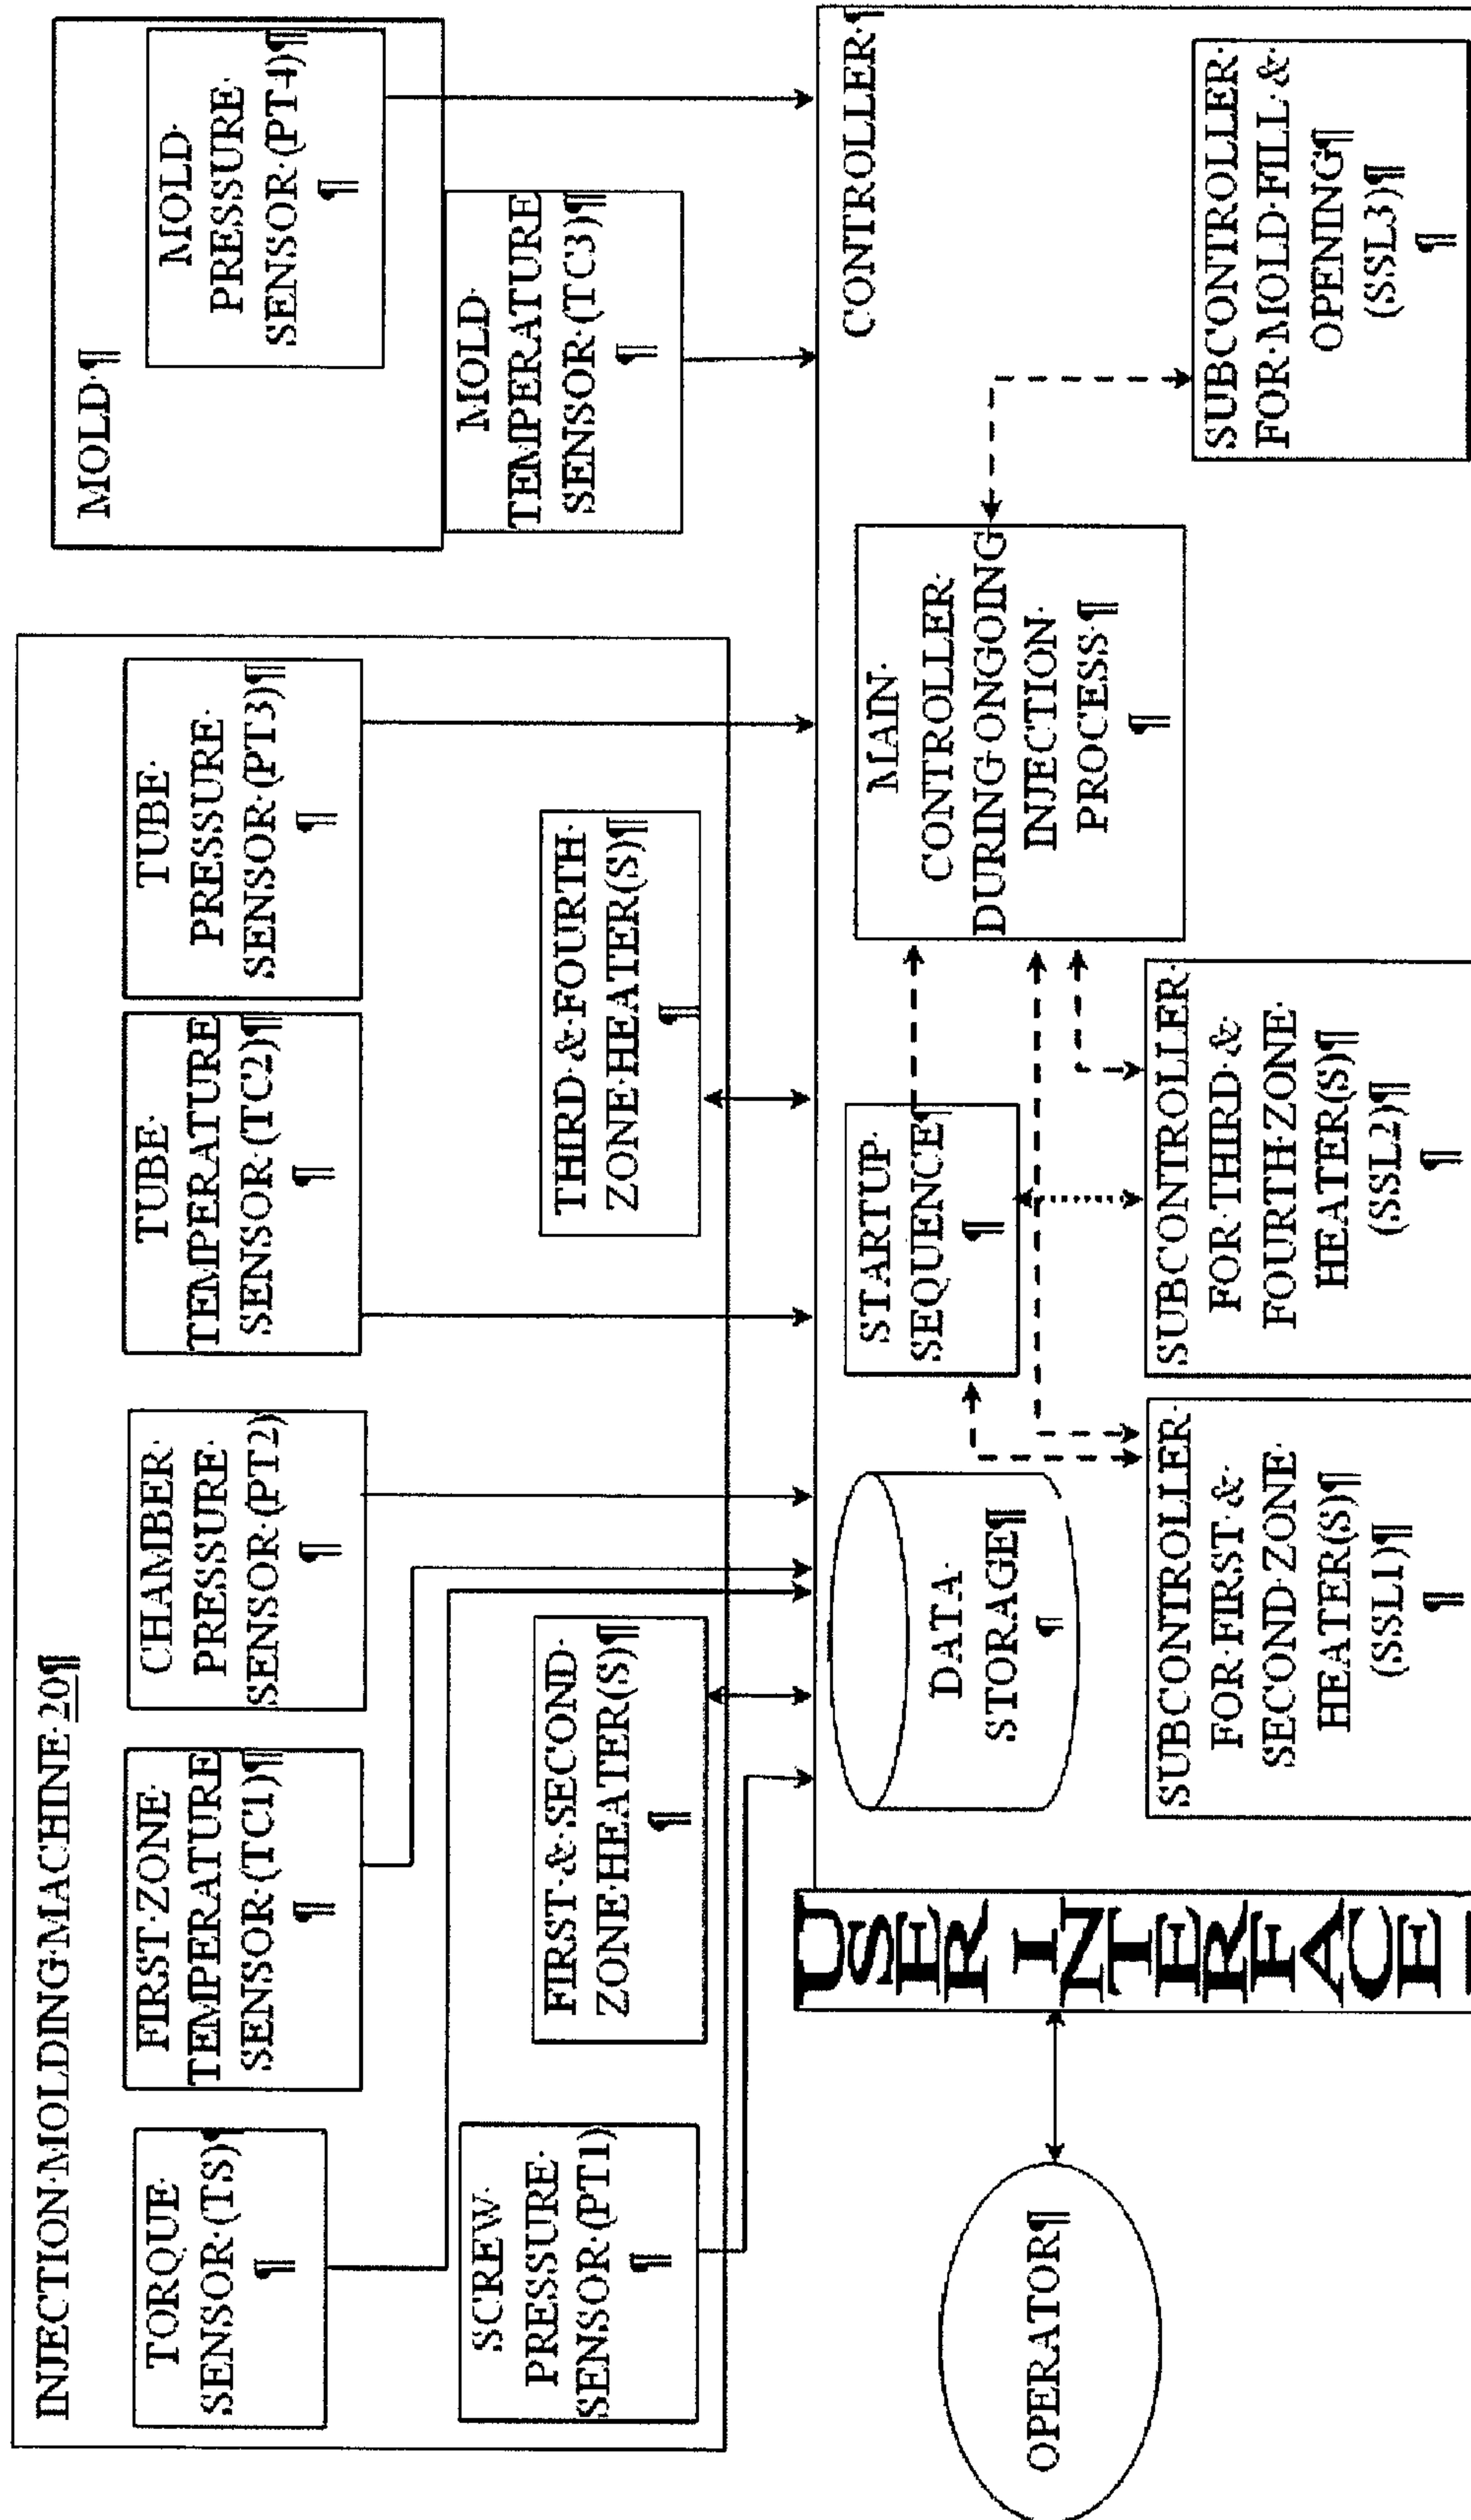 INJECTION·MOLDING·MACHINE·20¶
TORQUE·
SENSOR·(TS)¶
¶
FIRST·ZONE·
TEMPERATURE
SENSOR·(TC1)¶
¶
CHAMBER·
PRESSURE·
SENSOR·(PT2)
¶
TUBE·
TEMPERATURE
SENSOR·(TC2)¶
¶
TUBE·
PRESSURE·
SENSOR·(PT3)¶
¶
SCREW·
PRESSURE·
SENSOR·(PT1)
¶
FIRST·&·SECOND·
ZONE·HEATER(S)¶
¶
THIRD·&·FOURTH·
ZONE·HEATER(S)¶
¶
MOLD·¶
MOLD·
PRESSURE·
SENSOR·(PT4)¶
¶
MOLD·
TEMPERATURE
SENSOR·(TC3)¶
¶
OPERATOR¶
USER INTERFACE
CONTROLLER·¶
DATA·
STORAGE¶
¶
STARTUP·
SEQUENCE¶
¶
MAIN·
CONTROLLER·
DURING·ONGOING
INJECTION·
PROCESS·¶
¶
SUBCONTROLLER·
FOR·FIRST·&·
SECOND·ZONE·
HEATER(S)¶
(SSL1)¶
¶
SUBCONTROLLER·
FOR·THIRD·&·
FOURTH·ZONE·
HEATER(S)¶
(SSL2)¶
¶
SUBCONTROLLER·
FOR·MOLD·FILL·&·
OPENING¶
(SSL3)¶
¶